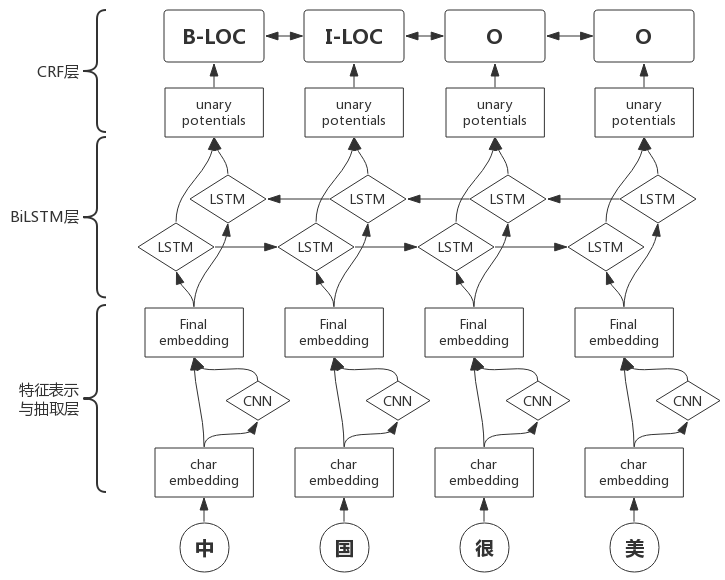 B-LOC I-LOC O O
CRF层
unary unary unary unary
potentials potentials potentials potentials
LSTM LSTM LSTM LSTM
BiLSTM层
LSTM LSTM LSTM LSTM
Final Final Final Final
embedding embedding embedding embedding
特征表示
与抽取层
CNN CNN CNN CNN
char char char char
embedding embedding embedding embedding
中 国 很 美